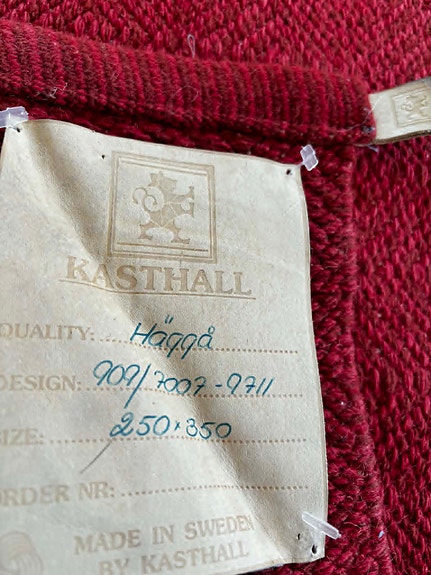 KASTHALL
QUALITY: Häggå
DESIGN: 909/7007-9711
SIZE: 250×350
ORDER NR:
MADE IN SWEDEN
BY KASTHALL